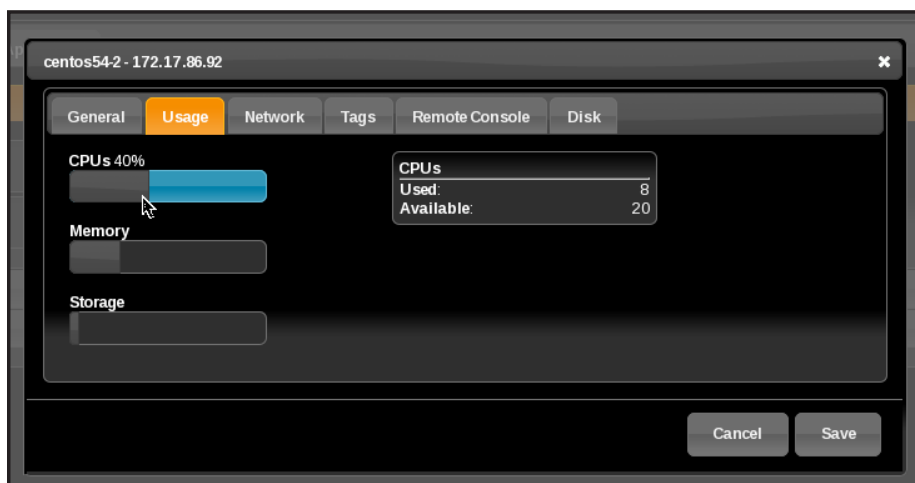 centos54-2 - 172.17.86.92
General Usage Network Tags Remote Console Disk
CPUs 40%
CPUs
Used: 8
Available: 20
Memory
Storage
Cancel Save